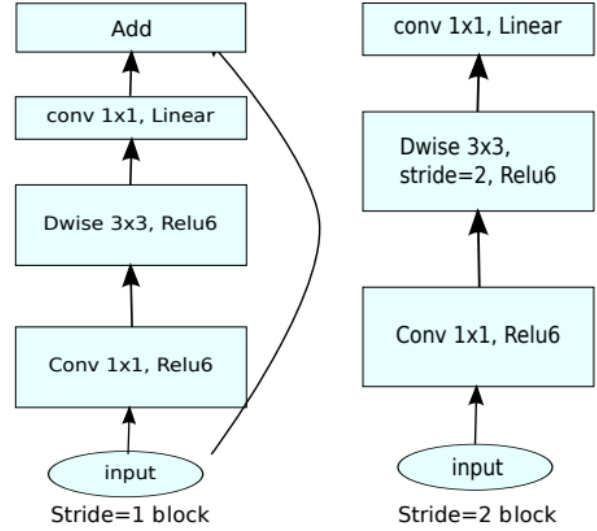 Add
conv 1x1, Linear
Dwise 3x3, Relu6
Conv 1x1, Relu6
input
Stride=1 block
conv 1x1, Linear
Dwise 3x3,
stride=2, Relu6
Conv 1x1, Relu6
input
Stride=2 block